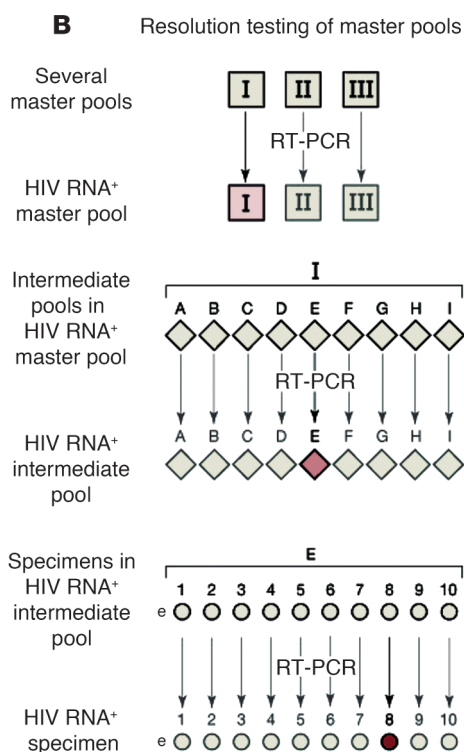 B Resolution testing of master pools
Several
master pools
I II III
RT-PCR
HIV RNA+
master pool
I II III
I
Intermediate
pools in
HIV RNA+
master pool
A B C D E F G H I
RT-PCR
HIV RNA+
intermediate
pool
A B C D E F G H I
E
Specimens in
HIV RNA+
intermediate
pool
1 2 3 4 5 6 7 8 9 10
e
RT-PCR
HIV RNA+
specimen
1 2 3 4 5 6 7 8 9 10
e